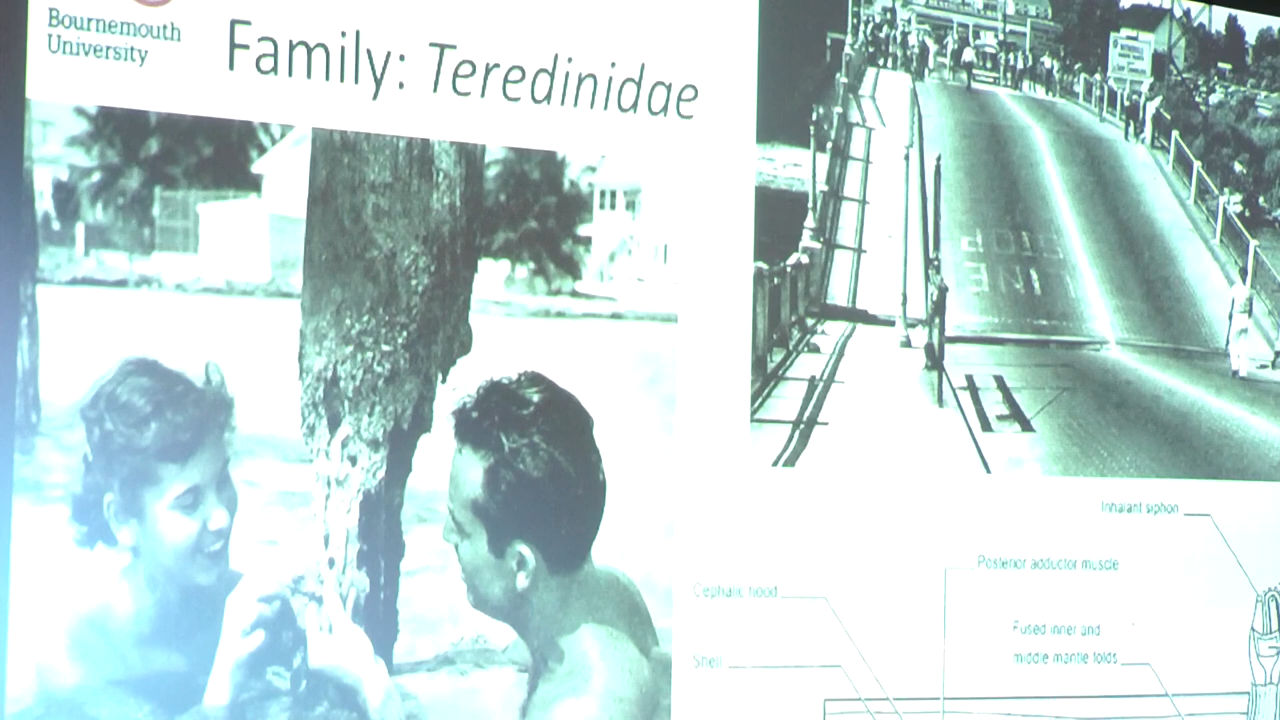 Bournemouth
University
Family: Teredinidae
Inhalant siphon
Posterior adductor muscle
Cephalic hood
Fused inner and
middle mantle folds
Shell